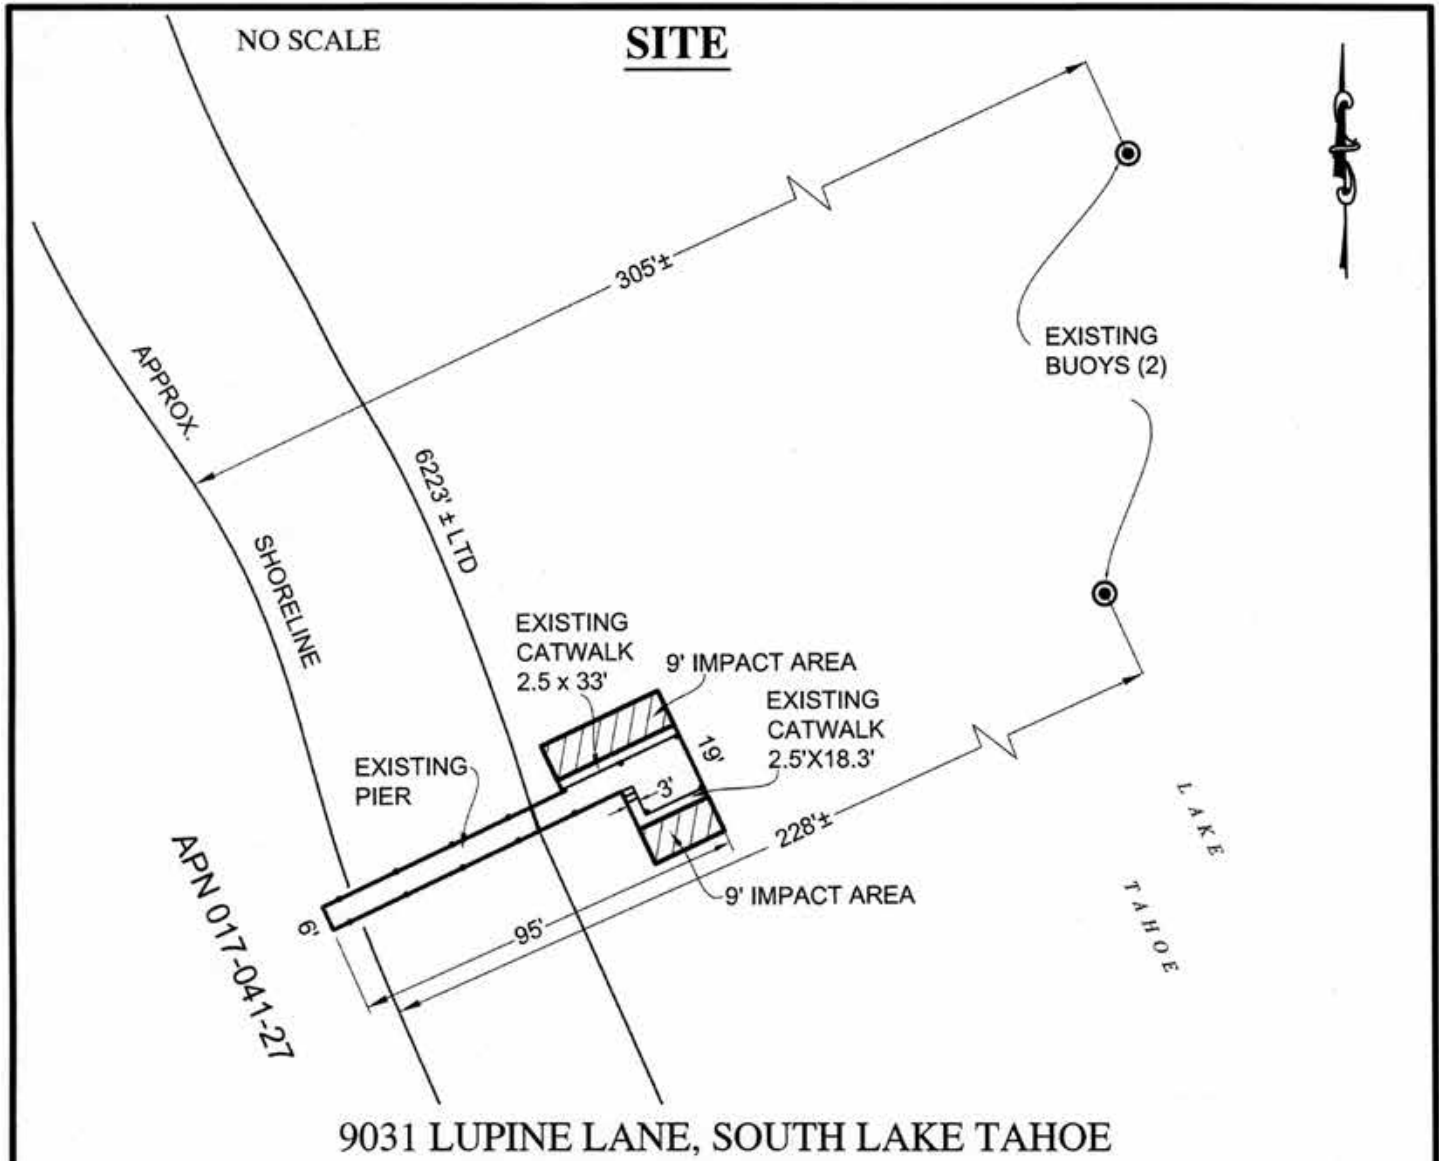 NO SCALE
SITE
305'±
EXISTING
BUOYS (2)
APPROX.
SHORELINE
6223' ± LTD
EXISTING
CATWALK
2.5 x 33'
9' IMPACT AREA
EXISTING
CATWALK
2.5'X18.3'
19'
3'
EXISTING
PIER
228'±
9' IMPACT AREA
95'
6'
APN 017-041-27
LAKE
TAHOE
9031 LUPINE LANE, SOUTH LAKE TAHOE